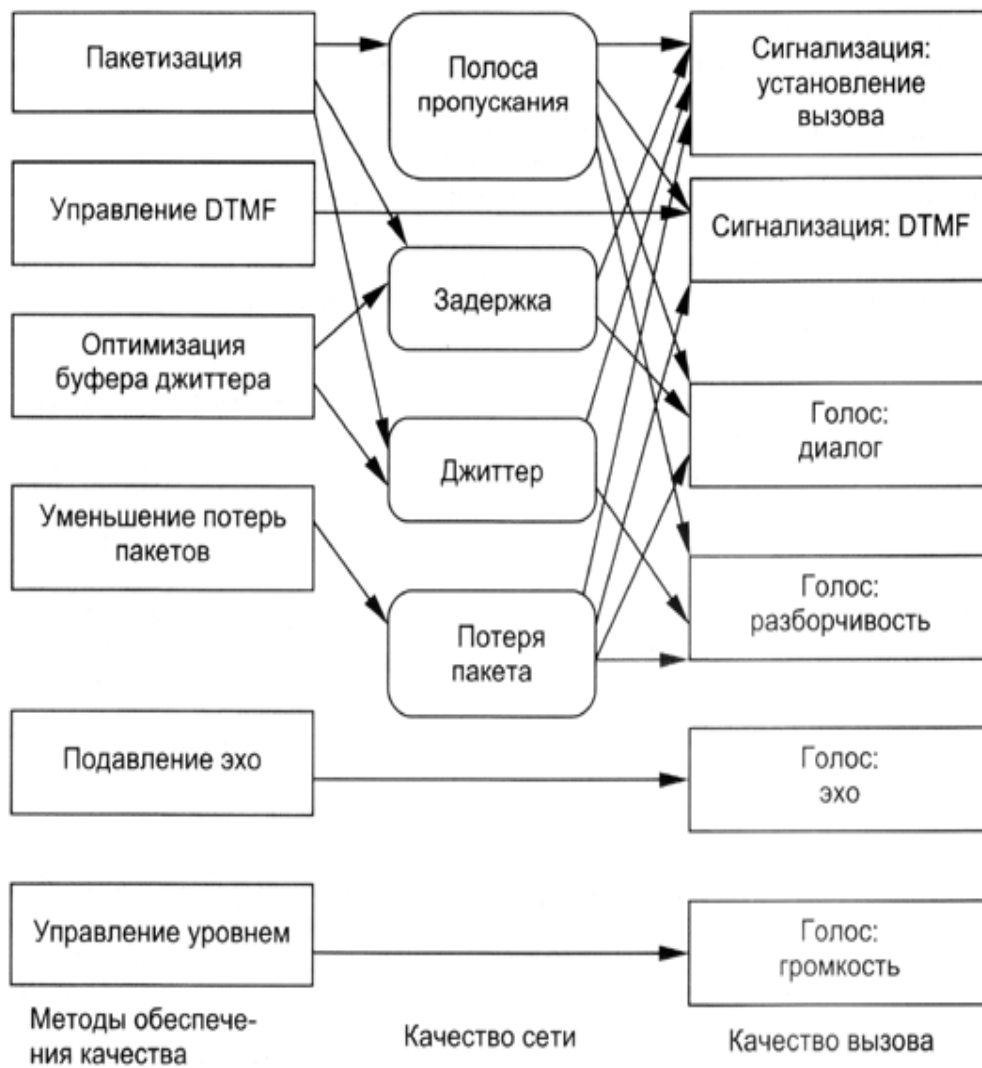 Пакетизация
Управление DTMF
Оптимизация
буфера джиттера
Уменьшение потерь
пакетов
Подавление эхо
Управление уровнем
Методы обеспече-
ния качества
Полоса
пропускания
Задержка
Джиттер
Потеря
пакета
Качество сети
Сигнализация:
установление
вызова
Сигнализация: DTMF
Голос:
диалог
Голос:
разборчивость
Голос:
эхо
Голос:
громкость
Качество вызова